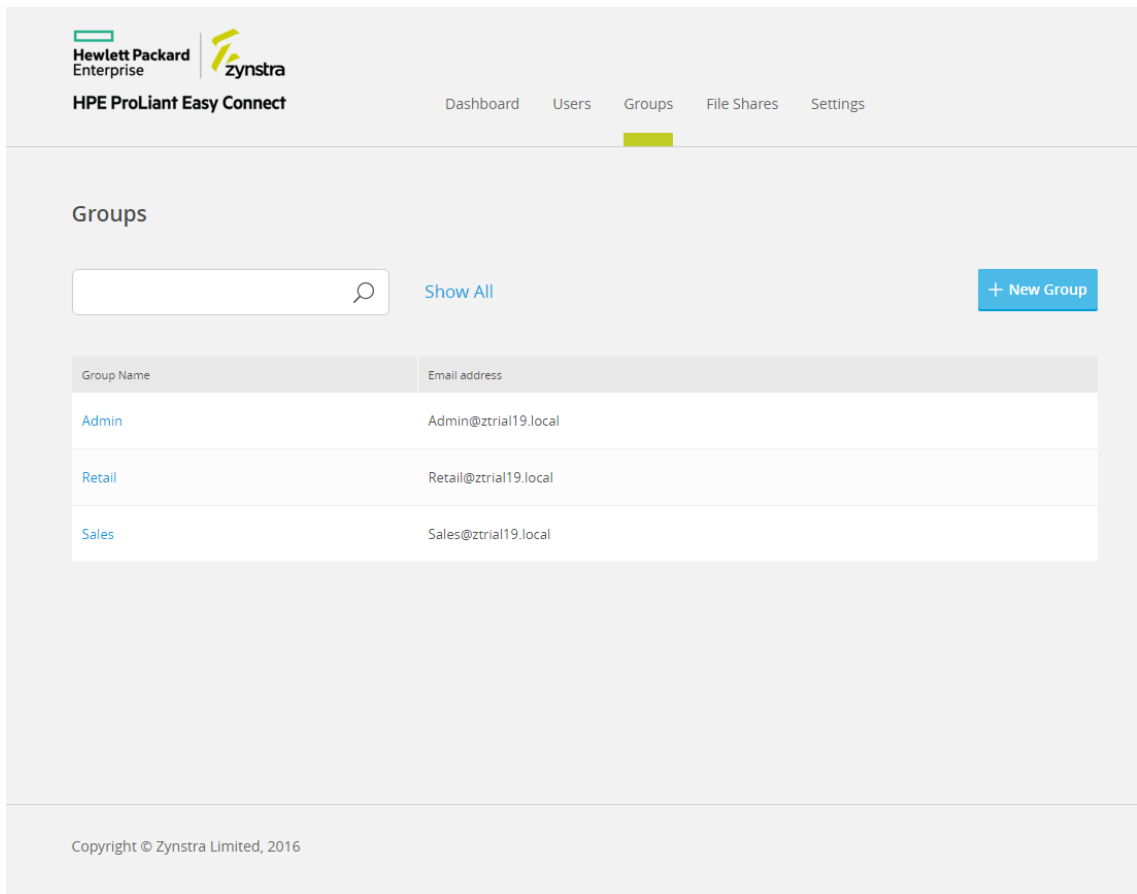 Hewlett Packard
Enterprise
zynstra
HPE ProLiant Easy Connect
Dashboard Users Groups File Shares Settings
Groups
Show All
+ New Group
Group Name Email address
Admin Admin@ztrial19.local
Retail Retail@ztrial19.local
Sales Sales@ztrial19.local
Copyright © Zynstra Limited, 2016